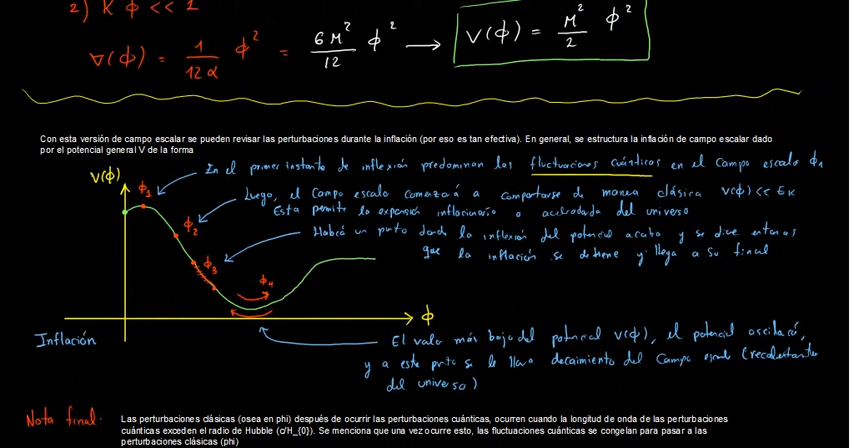 2) K ϕ << 1
V(ϕ) = 1/12α ϕ² = 6M²/12 ϕ² → V(ϕ) = M²/2 ϕ²
Con esta versión de campo escalar se pueden revisar las perturbaciones durante la inflación (por eso es tan efectiva). En general, se estructura la inflación de campo escalar dado
por el potencial general V de la forma
En el primer instante de inflexión predominan las fluctuaciones cuánticas en el campo escalar ϕ₁
V(ϕ)
ϕ₁
Luego, el campo escalar comenzará a comportarse de manera clásica V(ϕ) << Ek
Esta permite la expansión inflacionaria o acelerada del universo
ϕ₂
Habrá un punto donde la inflexión del potencial acaba y se dice entonces
que la inflación se detiene y llega a su final
ϕ₃
ϕ₄
ϕ
Inflación
El valor más bajo del potencial V(ϕ), el potencial oscilará,
y a este punto se le llama decaimiento del campo escalar (recalentamiento
del universo)
Nota final:
Las perturbaciones clásicas (osea en phi) después de ocurrir las perturbaciones cuánticas, ocurren cuando la longitud de onda de las perturbaciones
cuánticas exceden el radio de Hubble (c/H_{0}). Se menciona que una vez ocurre esto, las fluctuaciones cuánticas se congelan para pasar a las
perturbaciones clásicas (phi)